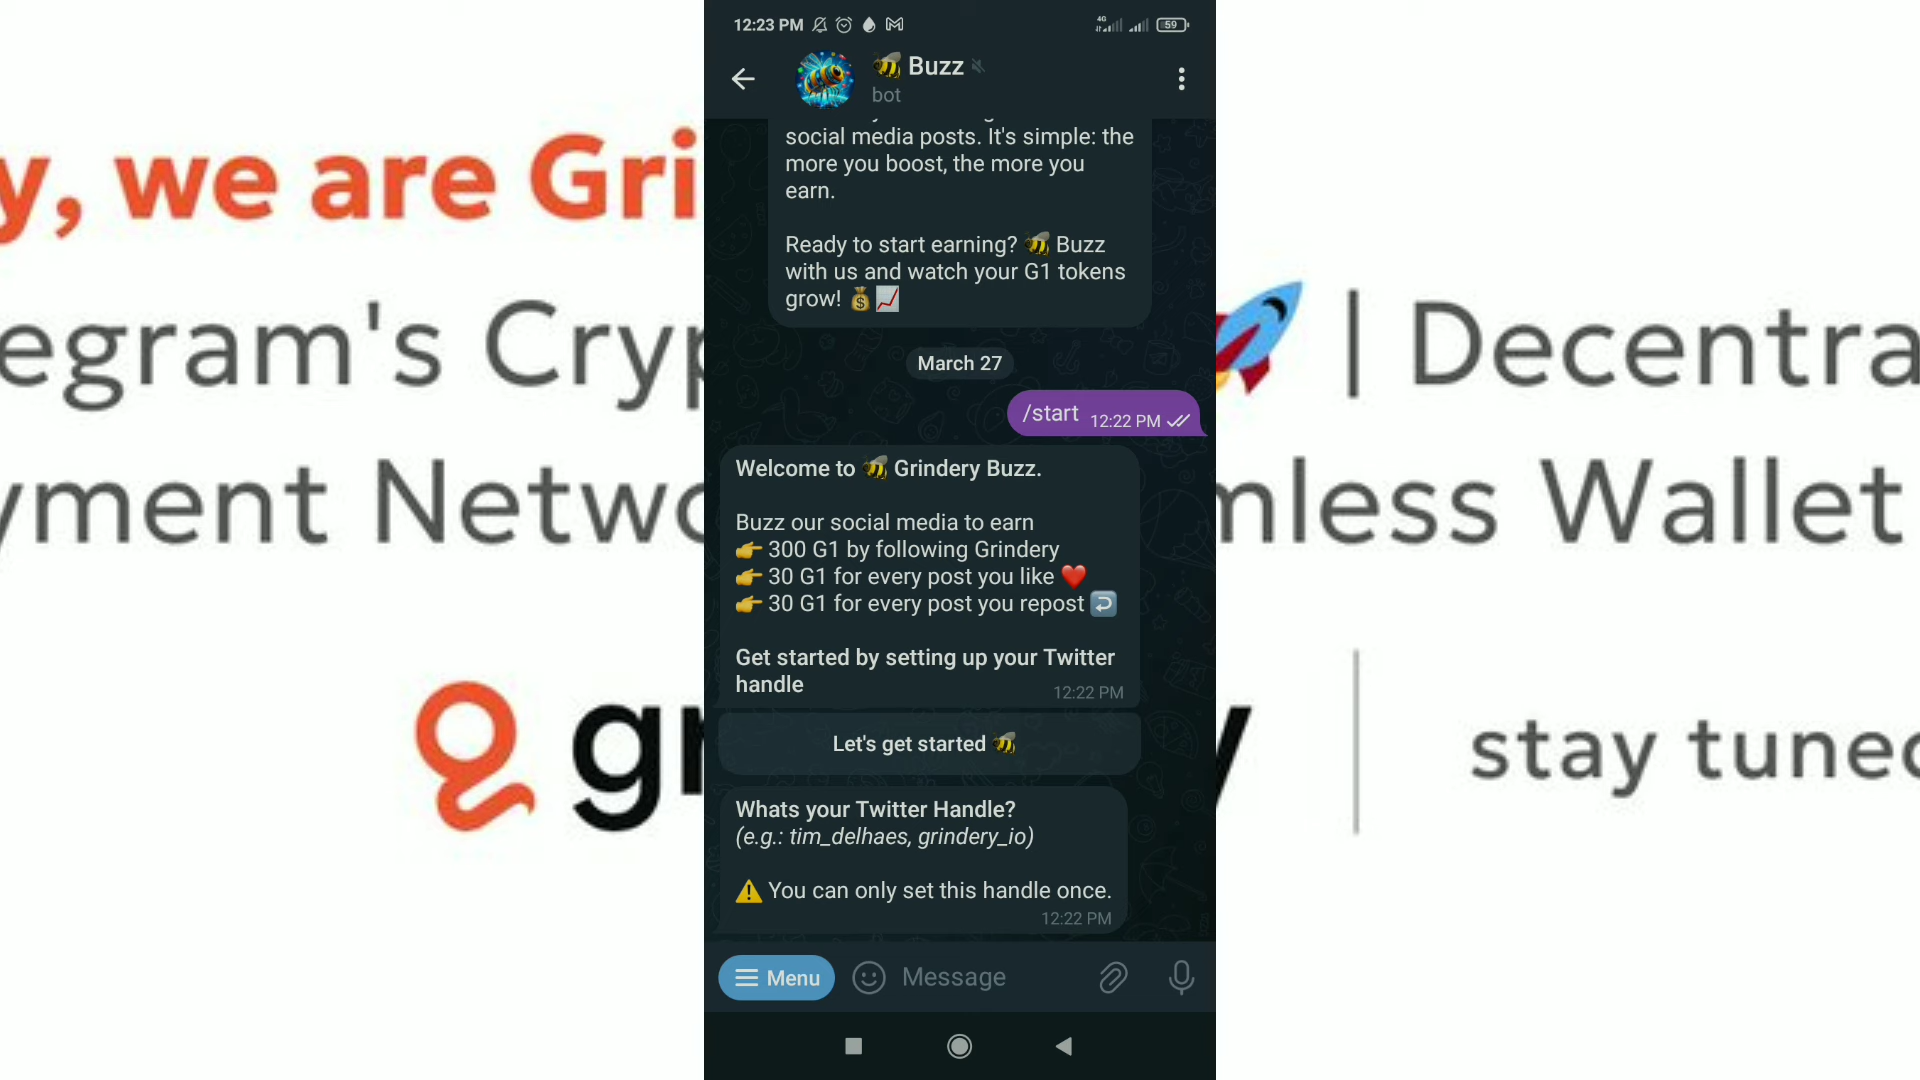 y, we are Gri
egram's Cryp
| Decentra
yment Netwo
mless Wallet
gr
y
stay tuned
12:23 PM
4G
59
Buzz
bot
social media posts. It's simple: the
more you boost, the more you
earn.
Ready to start earning? 🐝 Buzz
with us and watch your G1 tokens
grow! 💰📈
March 27
/start 12:22 PM
Welcome to 🐝 Grindery Buzz.
Buzz our social media to earn
👉 300 G1 by following Grindery
👉 30 G1 for every post you like ❤️
👉 30 G1 for every post you repost ↩️
Get started by setting up your Twitter
handle
12:22 PM
Let's get started 🐝
Whats your Twitter Handle?
(e.g.: tim_delhaes, grindery_io)
⚠️ You can only set this handle once.
12:22 PM
Menu
Message